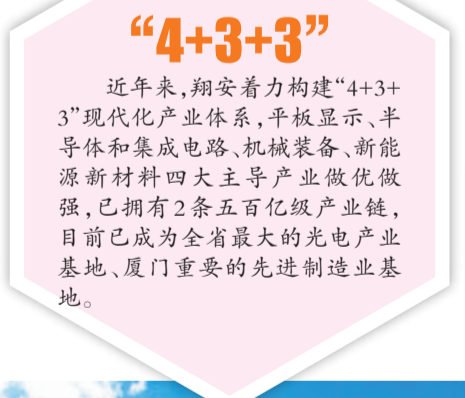 “4+3+3”
近年来,翔安着力构建“4+3+
3”现代化产业体系,平板显示、半
导体和集成电路、机械装备、新能
源新材料四大主导产业做优做
强,已拥有2条五百亿级产业链,
目前已成为全省最大的光电产业
基地、厦门重要的先进制造业基
地。